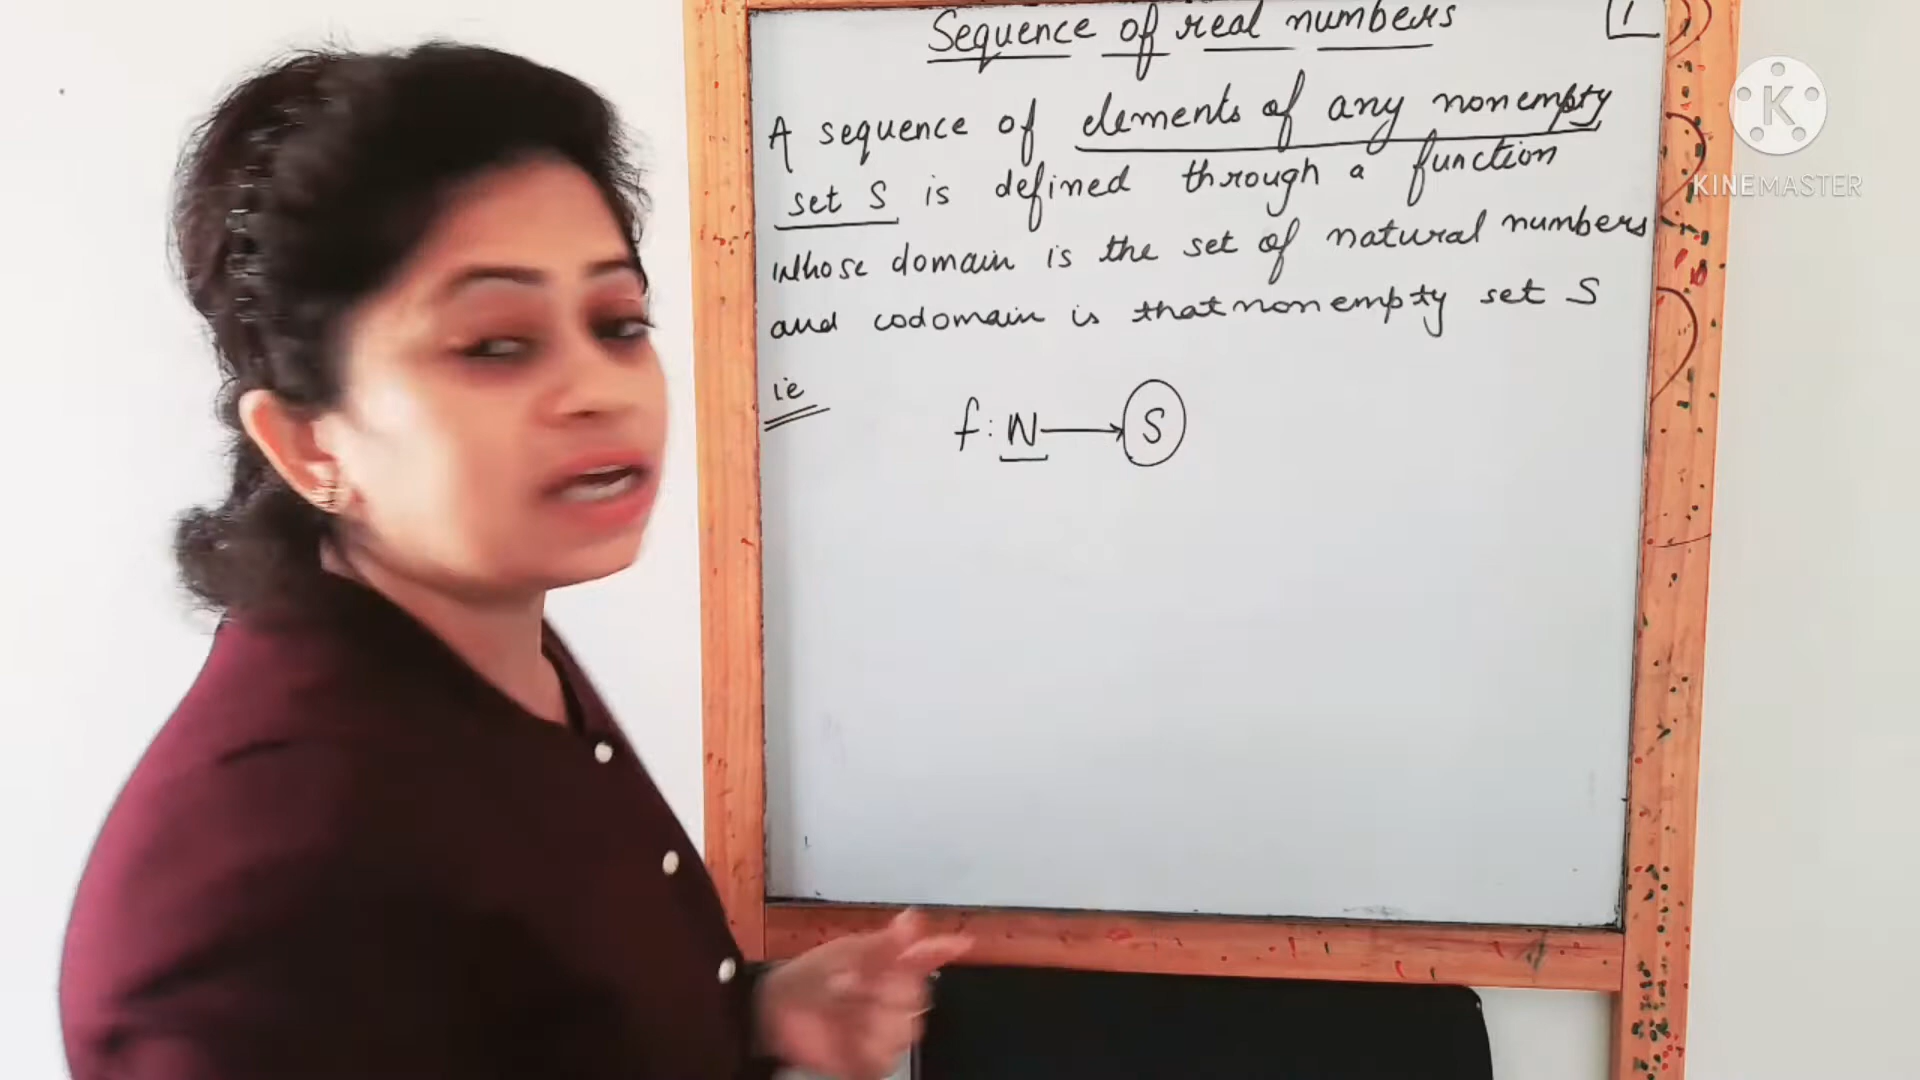 Sequence of real numbers
1
A sequence of elements of any nonempty
set S is defined through a function
whose domain is the set of natural numbers
and codomain is that nonempty set S
ie
f: N → S
K
KINEMASTER